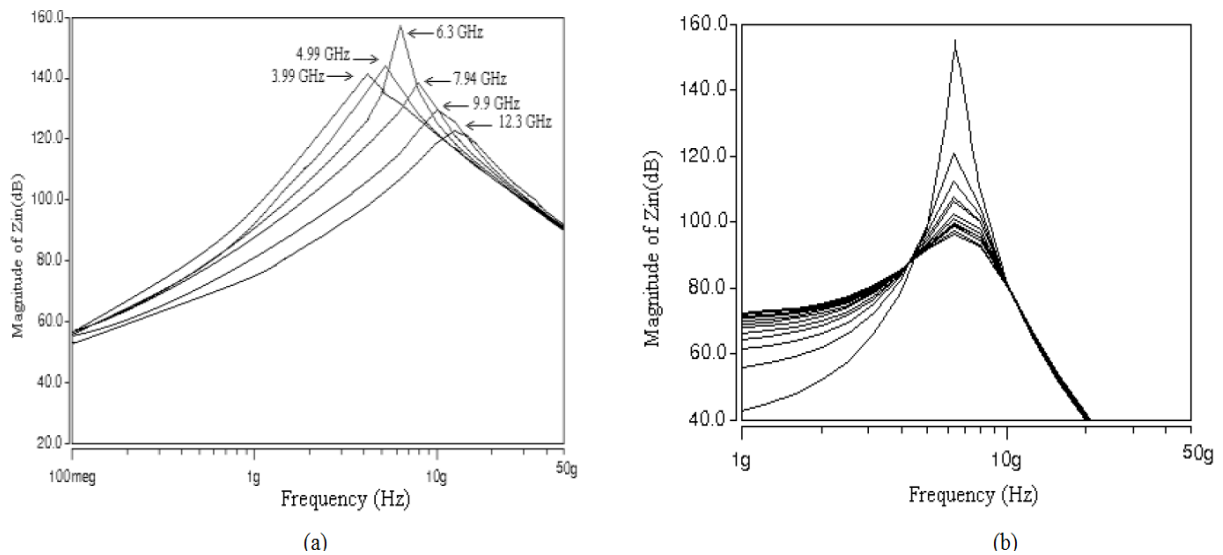 160.0
140.0
120.0
100.0
80.0
60.0
40.0
20.0
Magnitude of Zin(dB)
6.3 GHz
4.99 GHz
3.99 GHz
7.94 GHz
9.9 GHz
12.3 GHz
100meg
1g
10g
50g
Frequency (Hz)
(a)
160.0
140.0
120.0
100.0
80.0
60.0
40.0
Magnitude of Zin(dB)
1g
10g
50g
Frequency (Hz)
(b)